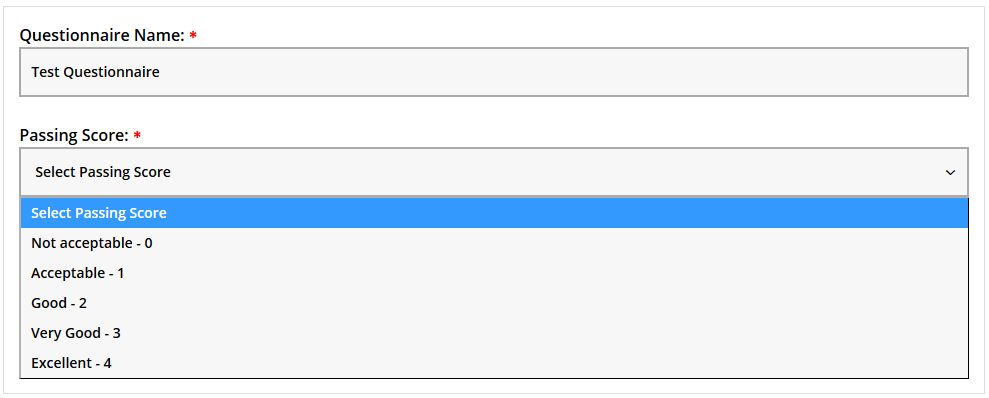 Questionnaire Name: *
Test Questionnaire
Passing Score: *
Select Passing Score
Select Passing Score
Not acceptable - 0
Acceptable - 1
Good - 2
Very Good - 3
Excellent - 4